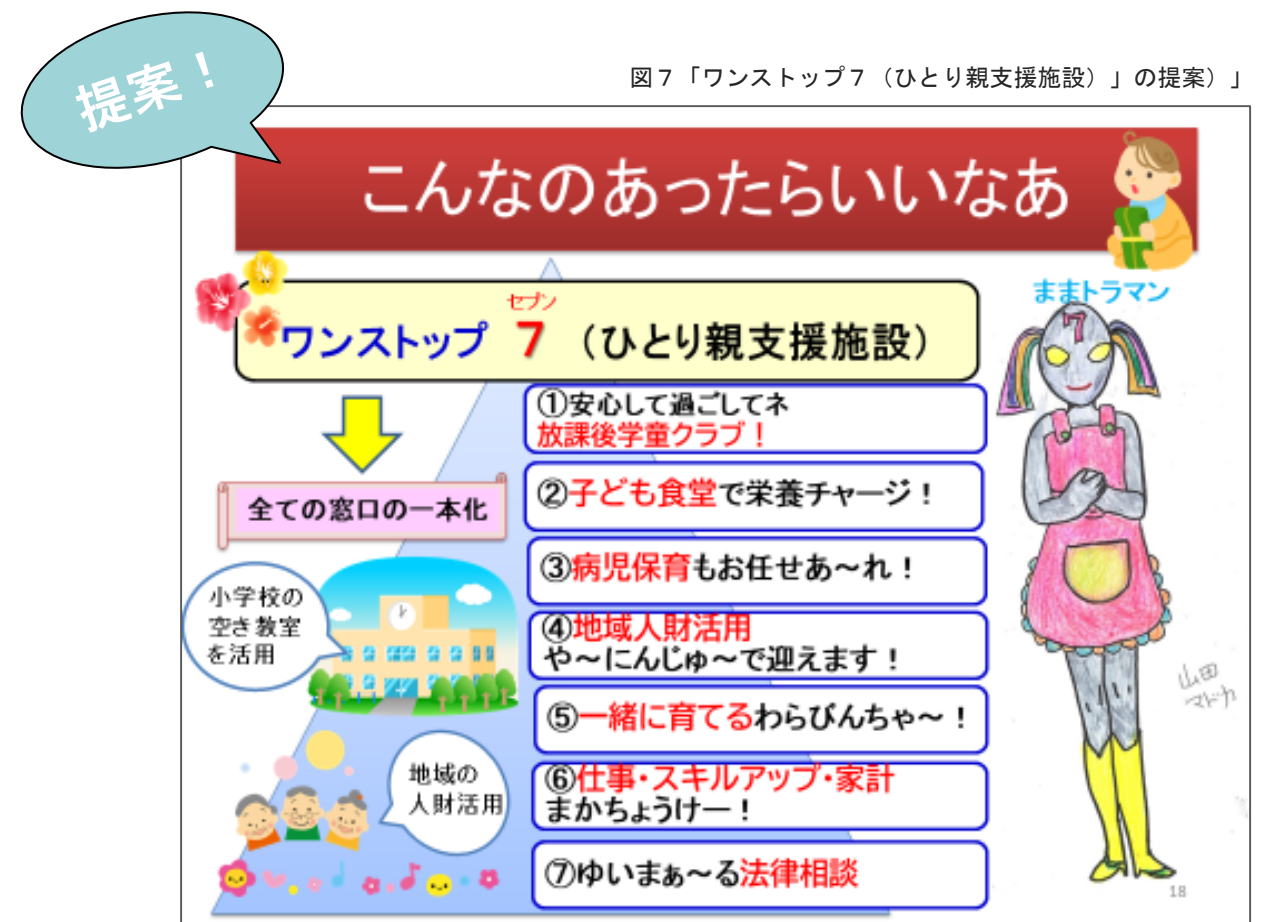 提案！
図７「ワンストップ７（ひとり親支援施設）」の提案）」
こんなのあったらいいなあ
ままトラマン
7
セブン
ワンストップ 7 （ひとり親支援施設）
全ての窓口の一本化
小学校の
空き教室
を活用
地域の
人財活用
①安心して過ごしてネ
放課後学童クラブ！
②子ども食堂で栄養チャージ！
③病児保育もお任せあ～れ！
④地域人財活用
や～にんじゅ～で迎えます！
⑤一緒に育てるわらびんちゃ～！
⑥仕事・スキルアップ・家計
まかちょうけー！
⑦ゆいまぁ～る法律相談
山田
マドカ
18